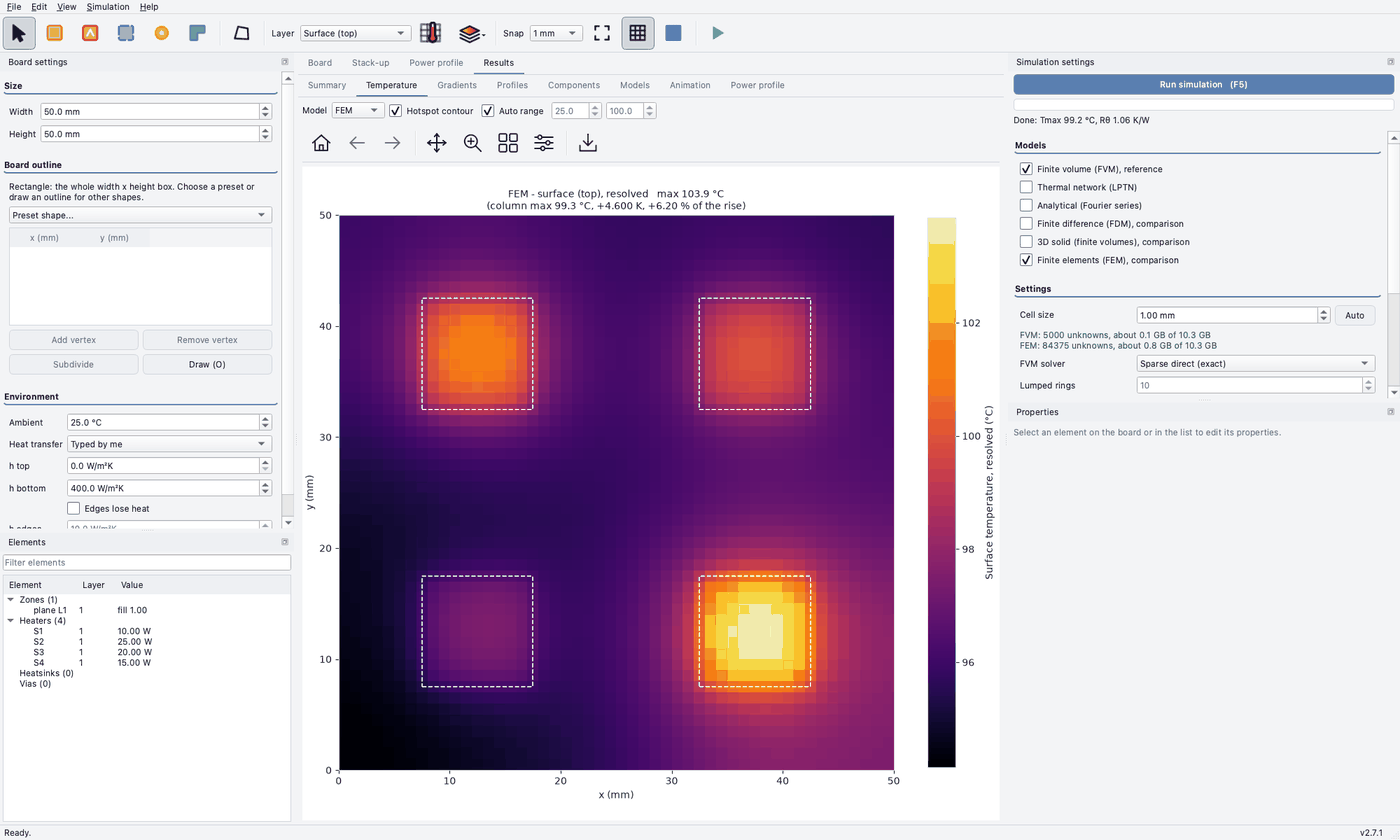 File Edit View Simulation Help
Layer Surface (top) Snap 1 mm
Board settings
Size
Width 50.0 mm
Height 50.0 mm
Board outline
Rectangle: the whole width x height box. Choose a preset or
draw an outline for other shapes.
Preset shape...
x (mm) y (mm)
Add vertex Remove vertex
Subdivide Draw (O)
Environment
Ambient 25.0 °C
Heat transfer Typed by me
h top 0.0 W/m²K
h bottom 400.0 W/m²K
Edges lose heat
h edges 10.0 W/m²K
Elements
Filter elements
Element Layer Value
Zones (1)
plane L1 1 fill 1.00
Heaters (4)
S1 1 10.00 W
S2 1 25.00 W
S3 1 20.00 W
S4 1 15.00 W
Heatsinks (0)
Vias (0)
Board Stack-up Power profile Results
Summary Temperature Gradients Profiles Components Models Animation Power profile
Model FEM Hotspot contour Auto range 25.0 100.0
FEM - surface (top), resolved max 103.9 °C
(column max 99.3 °C, +4.600 K, +6.20 % of the rise)
50
40
30
20
10
0
y (mm)
0 10 20 30 40 50
x (mm)
102
100
98
96
Surface temperature, resolved (°C)
Simulation settings
Run simulation (F5)
Done: Tmax 99.2 °C, Rθ 1.06 K/W
Models
Finite volume (FVM), reference
Thermal network (LPTN)
Analytical (Fourier series)
Finite difference (FDM), comparison
3D solid (finite volumes), comparison
Finite elements (FEM), comparison
Settings
Cell size 1.00 mm Auto
FVM: 5000 unknowns, about 0.1 GB of 10.3 GB
FEM: 84375 unknowns, about 0.8 GB of 10.3 GB
FVM solver Sparse direct (exact)
Lumped rings 10
Properties
Select an element on the board or in the list to edit its properties.
Ready. v2.7.1